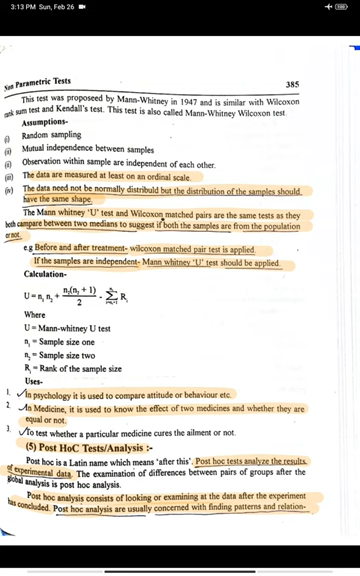 3:13 PM Sun, Feb 26
Non Parametric Tests 385
This test was proposeed by Mann-Whitney in 1947 and is similar with Wilcoxon
rank sum test and Kendall's test. This test is also called Mann-Whitney Wilcoxon test.
Assumptions-
(i) Random sampling
(ii) Mutual independence between samples
(ii) Observation within sample are independent of each other.
(iii) The data are measured at least on an ordinal scale.
(iv) The data need not be normally distribuld but the distribution of the samples should
have the same shape.
The Mann whitney 'U' test and Wilcoxon matched pairs are the same tests as they
both campare between two medians to suggest if both the samples are from the population
or not.
e.g Before and after treatment- wilcoxon matched pair test is applied.
If the samples are independent- Mann whitney 'U' test should be applied.
Calculation-
U = n₁ n₂ + n₂(n₂ + 1)/2 - Σ Rᵢ
Where
U = Mann-whitney U test
n₁ = Sample size one
n₂ = Sample size two
Rᵢ = Rank of the sample size
Uses-
1. In psychology it is used to compare attitude or behaviour etc.
2. In Medicine, it is used to know the effect of two medicines and whether they are
equal or not.
3. To test whether a particular medicine cures the ailment or not.
(5) Post HoC Tests/Analysis :-
Post hoc is a Latin name which means 'after this'. Post hoc tests analyze the results
of experimental data. The examination of differences between pairs of groups after the
global analysis is post hoc analysis.
Post hoc analysis consists of looking or examining at the data after the experiment
has concluded. Post hoc analysis are usually concerned with finding patterns and relation-